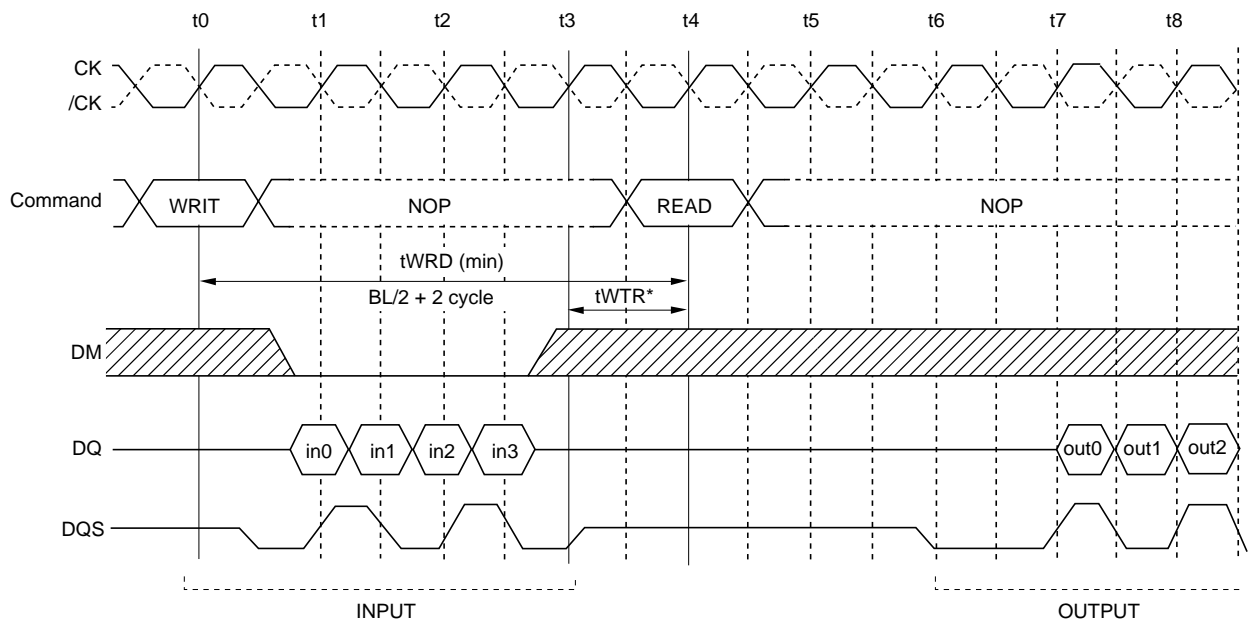 t0 t1 t2 t3 t4 t5 t6 t7 t8
CK
/CK
Command WRIT NOP READ NOP
tWRD (min)
BL/2 + 2 cycle tWTR*
DM
DQ in0 in1 in2 in3 out0 out1 out2
DQS
INPUT OUTPUT